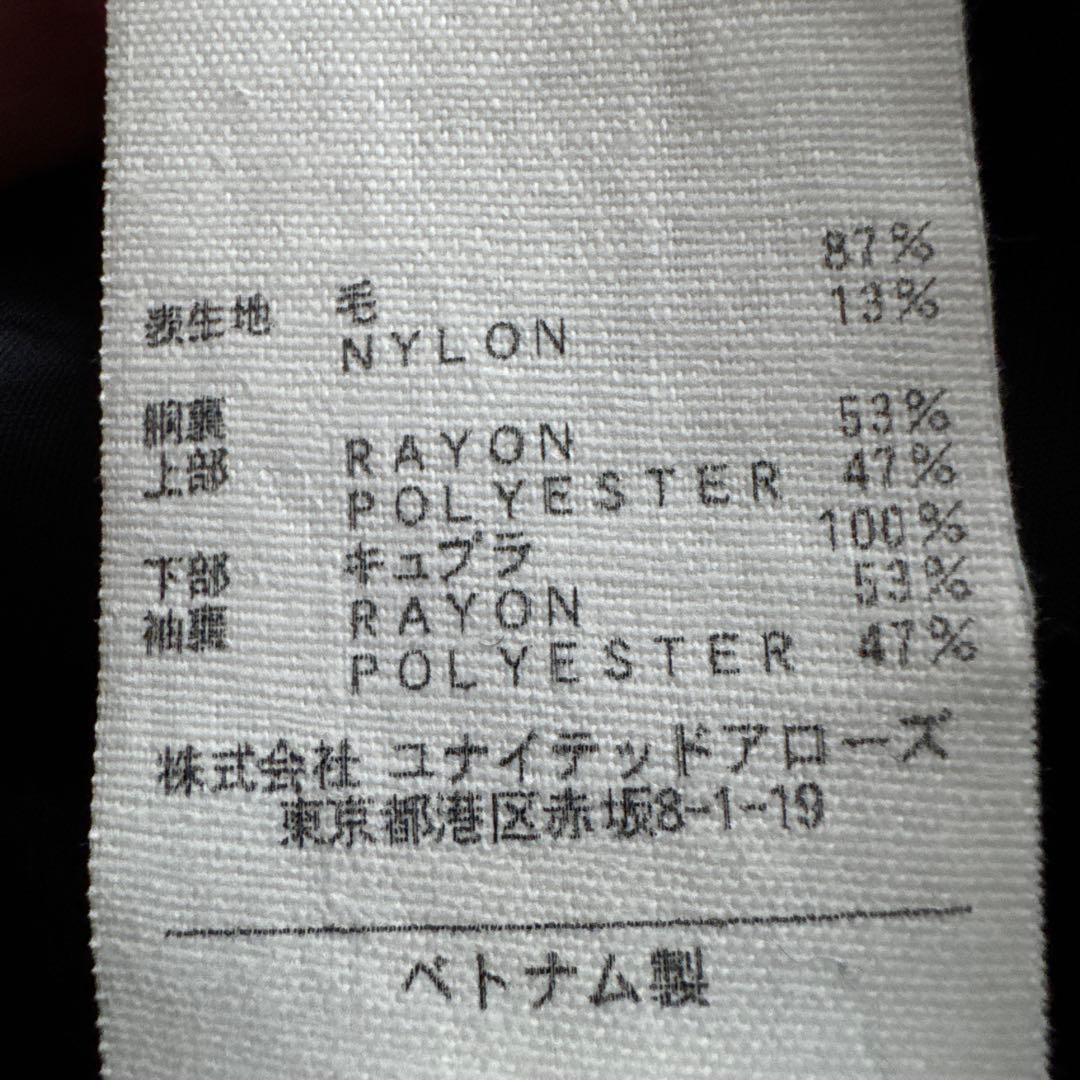 表生地 毛 87%
NYLON 13%
胴裏
上部 RAYON 53%
POLYESTER 47%
下部 キュプラ 100%
袖裏 RAYON 53%
POLYESTER 47%
株式会社 ユナイテッドアローズ
東京都港区赤坂8-1-19
ベトナム製